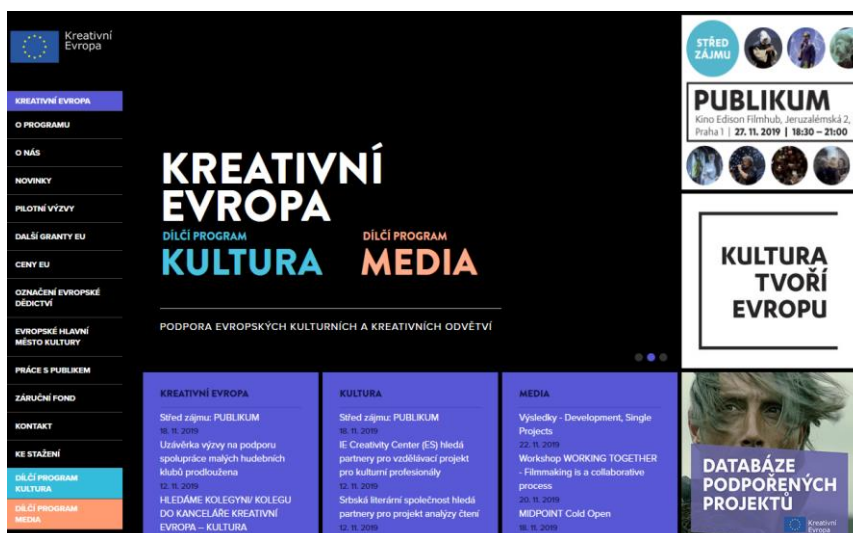 Kreativní
Evropa
KREATIVNÍ EVROPA
O PROGRAMU
O NÁS
NOVINKY
PILOTNÍ VÝZVY
DALŠÍ GRANTY EU
CENY EU
OZNAČENÍ EVROPSKÉ
DĚDICTVÍ
EVROPSKÉ HLAVNÍ
MĚSTO KULTURY
PRÁCE S PUBLIKEM
ZÁRUČNÍ FOND
KONTAKT
KE STAŽENÍ
DÍLČÍ PROGRAM
KULTURA
DÍLČÍ PROGRAM
MEDIA
KREATIVNÍ
EVROPA
DÍLČÍ PROGRAM
KULTURA
DÍLČÍ PROGRAM
MEDIA
PODPORA EVROPSKÝCH KULTURNÍCH A KREATIVNÍCH ODVĚTVÍ
KREATIVNÍ EVROPA
Střed zájmu: PUBLIKUM
18. 11. 2019
Uzávěrka výzvy na podporu
spolupráce malých hudebních
klubů prodloužena
12. 11. 2019
HLEDÁME KOLEGYNI/ KOLEGU
DO KANCELÁŘE KREATIVNÍ
EVROPA – KULTURA
KULTURA
Střed zájmu: PUBLIKUM
18. 11. 2019
IE Creativity Center (ES) hledá
partnery pro vzdělávací projekt
pro kulturní profesionály
12. 11. 2019
Srbská literární společnost hledá
partnery pro projekt analýzy čtení
12. 11. 2019
MEDIA
Výsledky - Development, Single
Projects
22. 11. 2019
Workshop WORKING TOGETHER
- Filmmaking is a collaborative
process
20. 11. 2019
MIDPOINT Cold Open
18. 11. 2019
STŘED
ZÁJMU
PUBLIKUM
Kino Edison Filmhub, Jeruzalémská 2,
Praha 1 | 27. 11. 2019 | 18:30 – 21:00
KULTURA
TVOŘÍ
EVROPU
DATABÁZE
PODPOŘENÝCH
PROJEKTŮ
Kreativní
Evropa